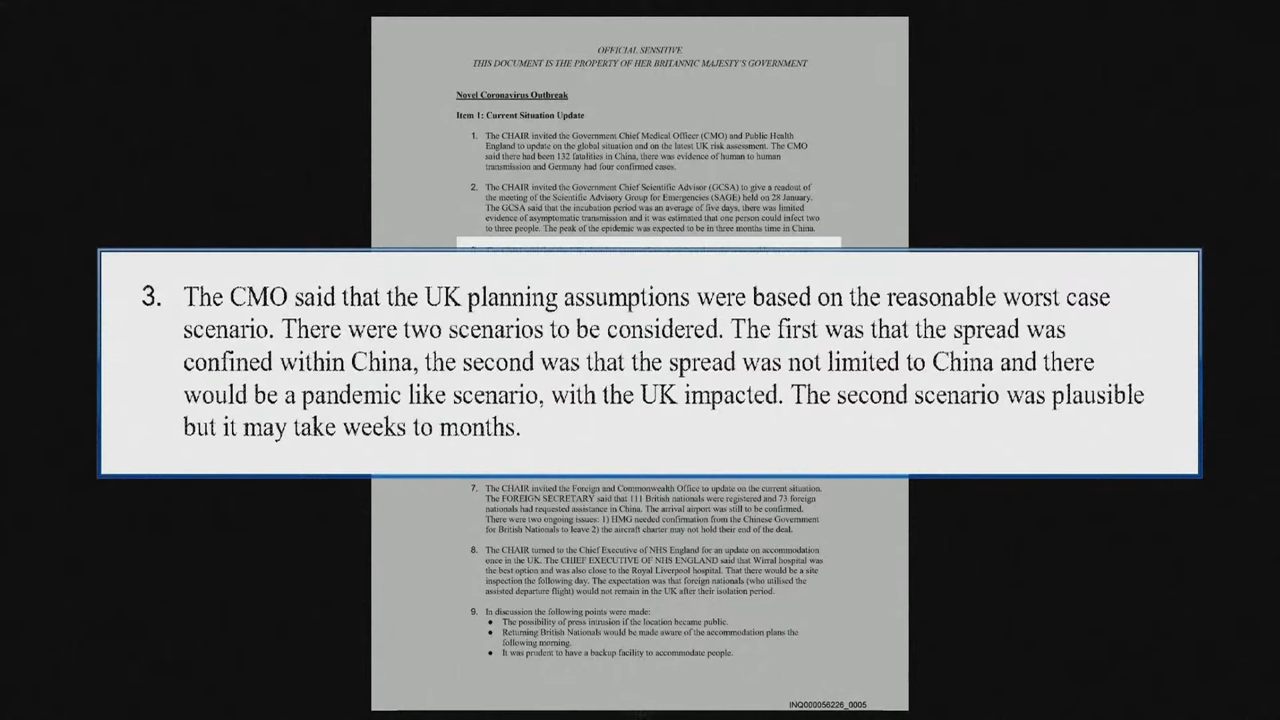 OFFICIAL SENSITIVE
THIS DOCUMENT IS THE PROPERTY OF HER BRITANNIC MAJESTY'S GOVERNMENT
Novel Coronavirus Outbreak
Item 1: Current Situation Update
1. The CHAIR invited the Government Chief Medical Officer (CMO) and Public Health
England to update on the global situation and on the latest UK risk assessment. The CMO
said there had been 132 fatalities in China, there was evidence of human to human
transmission and Germany had four confirmed cases.
2. The CHAIR invited the Government Chief Scientific Advisor (GCSA) to give a readout of
the meeting of the Scientific Advisory Group for Emergencies (SAGE) held on 28 January.
The GCSA said that the incubation period was an average of five days, there was limited
evidence of asymptomatic transmission and it was estimated that one person could infect two
to three people. The peak of the epidemic was expected to be in three months time in China.
3. The CMO said that the UK planning assumptions were based on the reasonable worst case
scenario. There were two scenarios to be considered. The first was that the spread was
confined within China, the second was that the spread was not limited to China and there
would be a pandemic like scenario, with the UK impacted. The second scenario was plausible
but it may take weeks to months.
7. The CHAIR invited the Foreign and Commonwealth Office to update on the current situation.
The FOREIGN SECRETARY said that 111 British nationals were registered and 73 foreign
nationals had requested assistance in China. The arrival airport was still to be confirmed.
There were two ongoing issues: 1) HMG needed confirmation from the Chinese Government
for British Nationals to leave 2) the aircraft charter may not hold their end of the deal.
8. The CHAIR turned to the Chief Executive of NHS England for an update on accommodation
once in the UK. The CHIEF EXECUTIVE OF NHS ENGLAND said that Wirral hospital was
the best option and was also close to the Royal Liverpool hospital. That there would be a site
inspection the following day. The expectation was that foreign nationals (who utilised the
assisted departure flight) would not remain in the UK after their isolation period.
9. In discussion the following points were made:
● The possibility of press intrusion if the location became public.
● Returning British Nationals would be made aware of the accommodation plans the
following morning.
● It was prudent to have a backup facility to accommodate people.
INQ000056226_0005